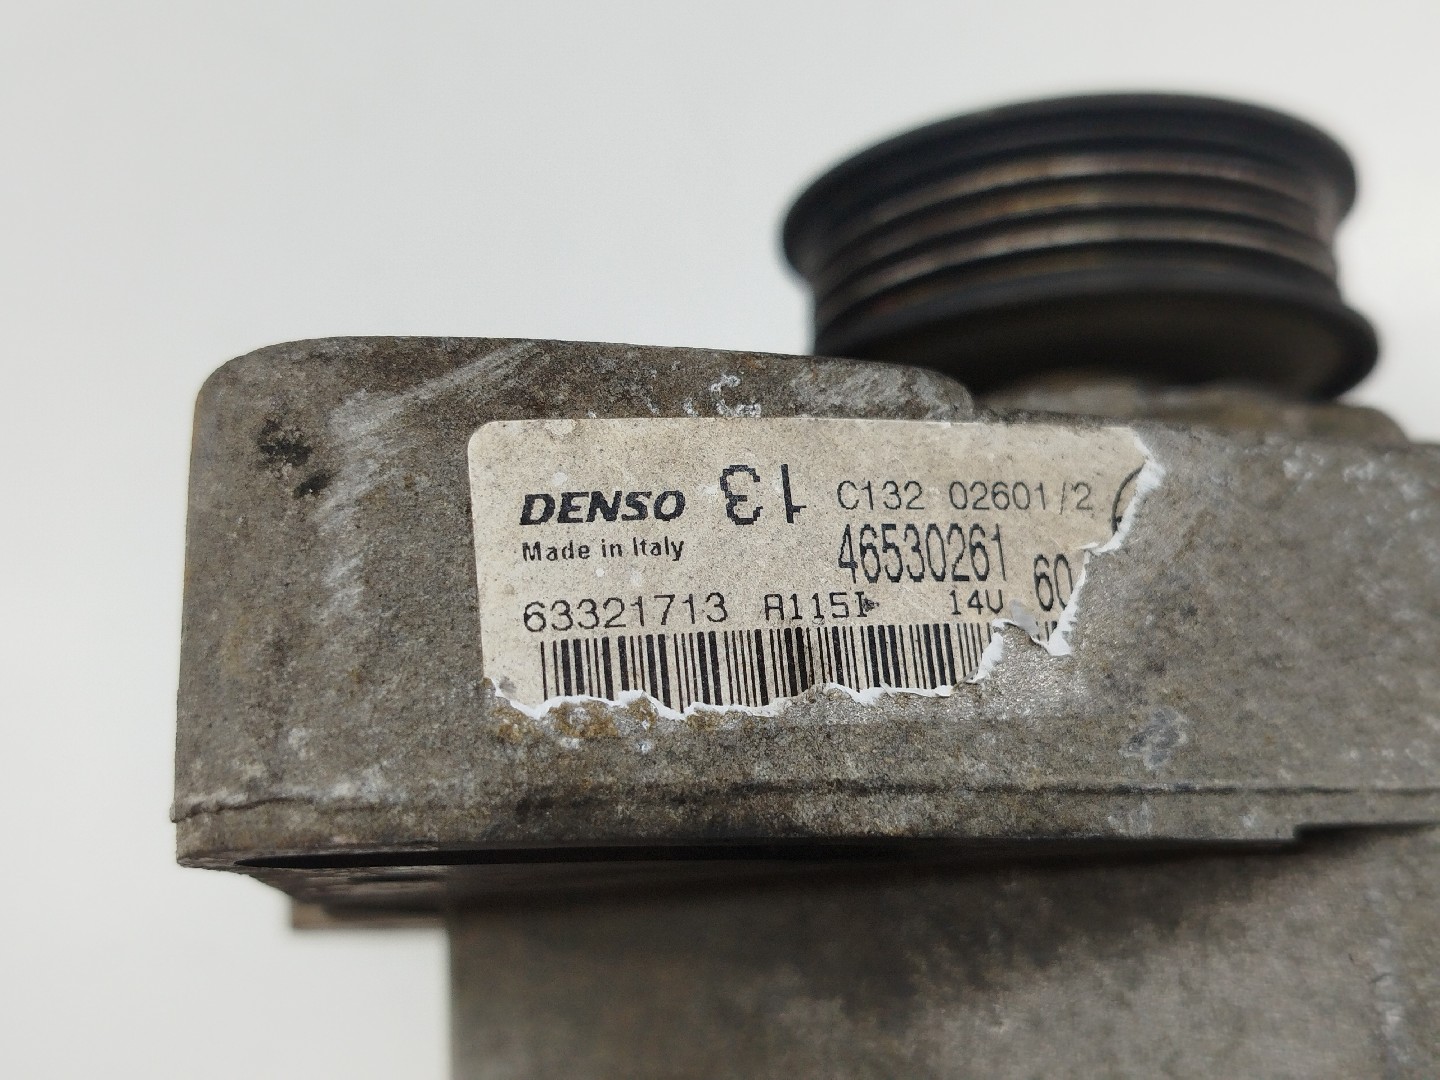 DENSO 13 C132 02601/2
Made in Italy 46530261
63321713 A115I 14V 60